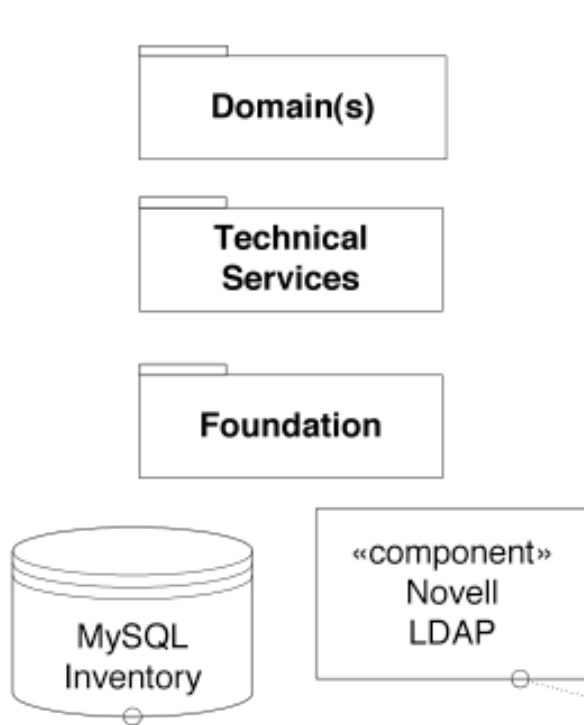 Domain(s)
Technical
Services
Foundation
MySQL
Inventory
«component»
Novell
LDAP